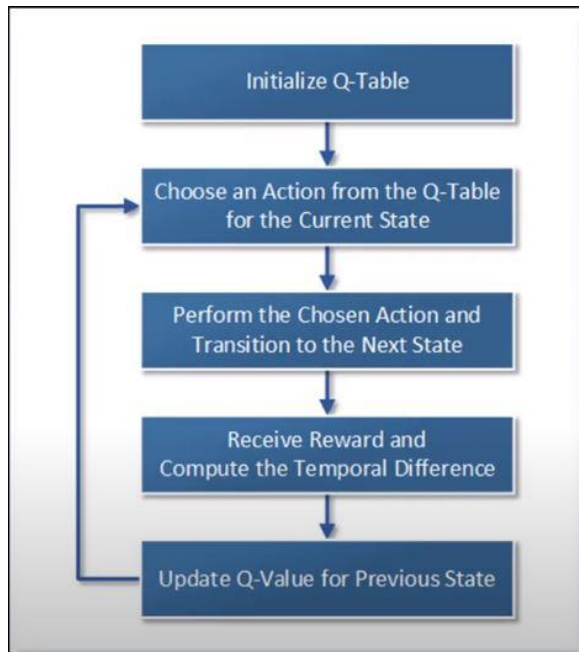 Initialize Q-Table
Choose an Action from the Q-Table
for the Current State
Perform the Chosen Action and
Transition to the Next State
Receive Reward and
Compute the Temporal Difference
Update Q-Value for Previous State